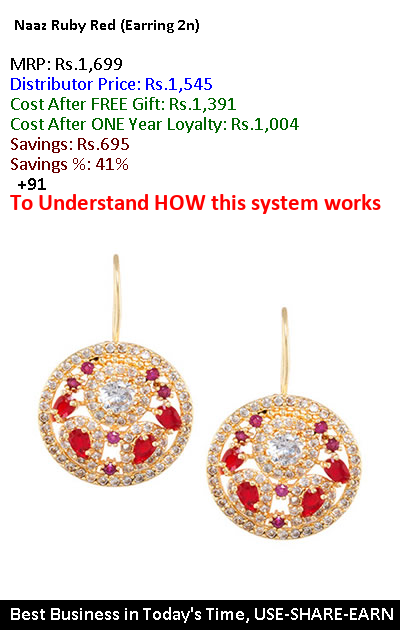 Naaz Ruby Red (Earring 2n)
MRP: Rs.1,699
Distributor Price: Rs.1,545
Cost After FREE Gift: Rs.1,391
Cost After ONE Year Loyalty: Rs.1,004
Savings: Rs.695
Savings %: 41%
+91
To Understand HOW this system works
Best Business in Today's Time, USE-SHARE-EARN